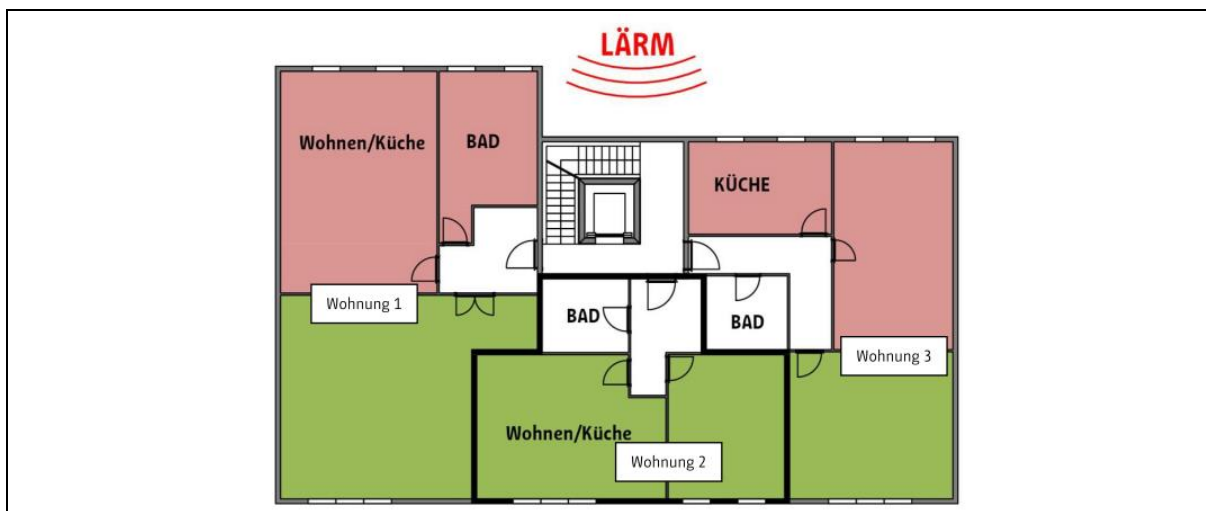 LÄRM
Wohnen/Küche
BAD
KÜCHE
Wohnung 1
BAD
BAD
Wohnung 3
Wohnen/Küche
Wohnung 2